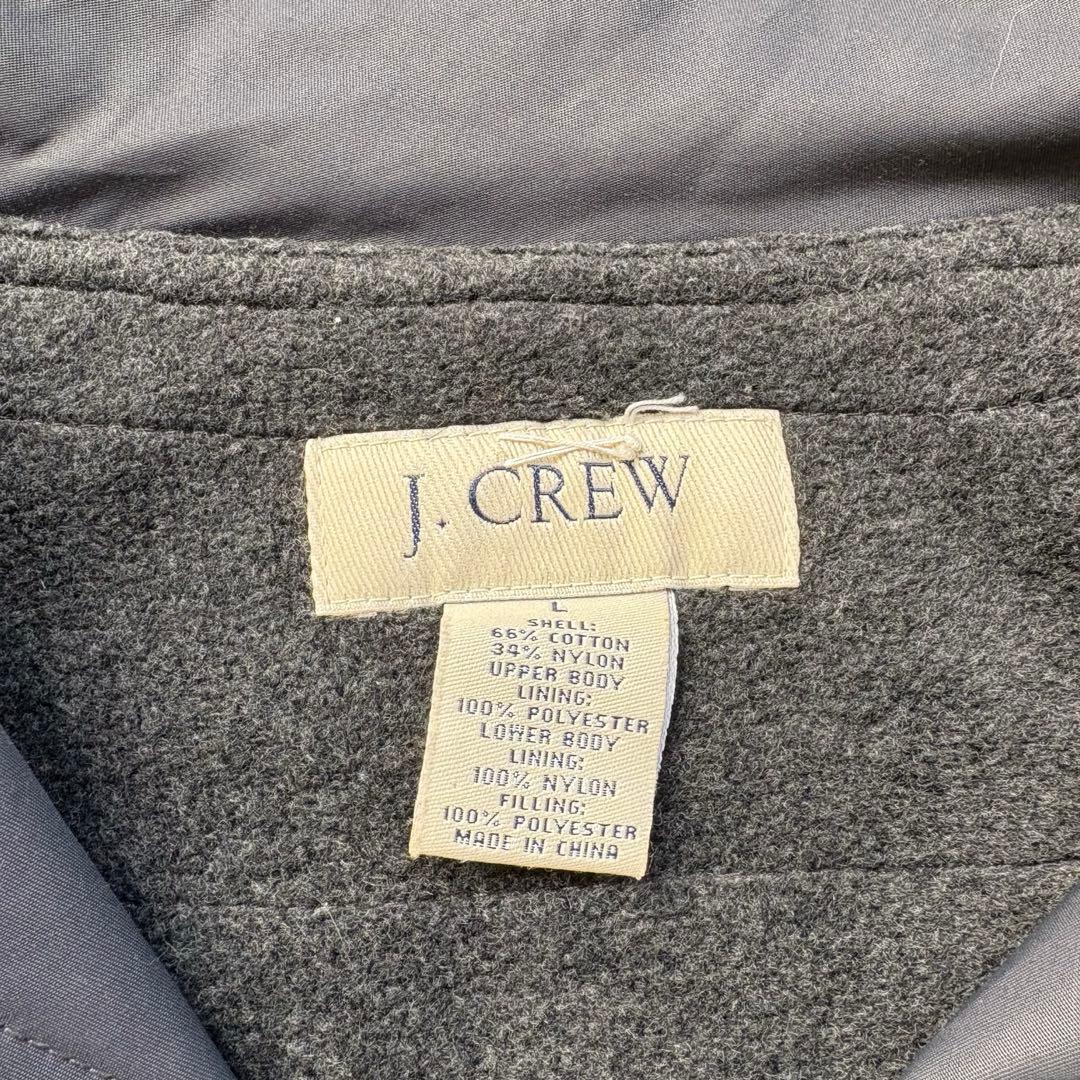 J. CREW
L
SHELL:
66% COTTON
34% NYLON
UPPER BODY
LINING:
100% POLYESTER
LOWER BODY
LINING:
100% NYLON
FILLING:
100% POLYESTER
MADE IN CHINA